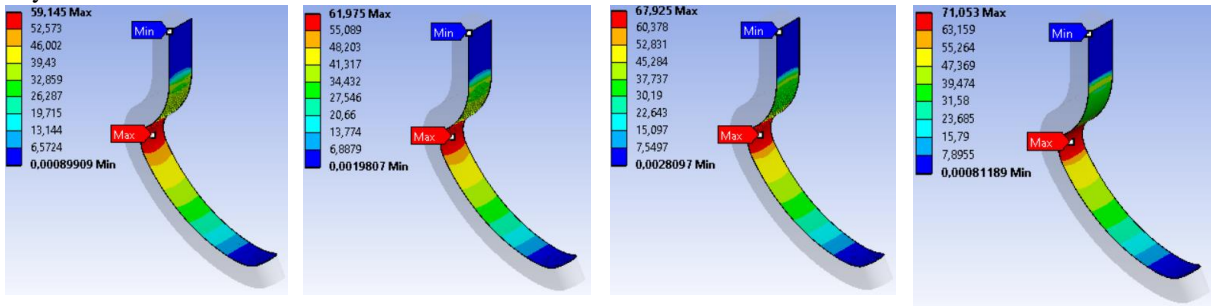 59,145 Max
52,573
46,002
39,43
32,859
26,287
19,715
13,144
6,5724
0,00089909 Min
Min
Max
61,975 Max
55,089
48,203
41,317
34,432
27,546
20,66
13,774
6,8879
0,0019807 Min
Min
Max
67,925 Max
60,378
52,831
45,284
37,737
30,19
22,643
15,097
7,5497
0,0028097 Min
Min
Max
71,053 Max
63,159
55,264
47,369
39,474
31,58
23,685
15,79
7,8955
0,00081189 Min
Min
Max